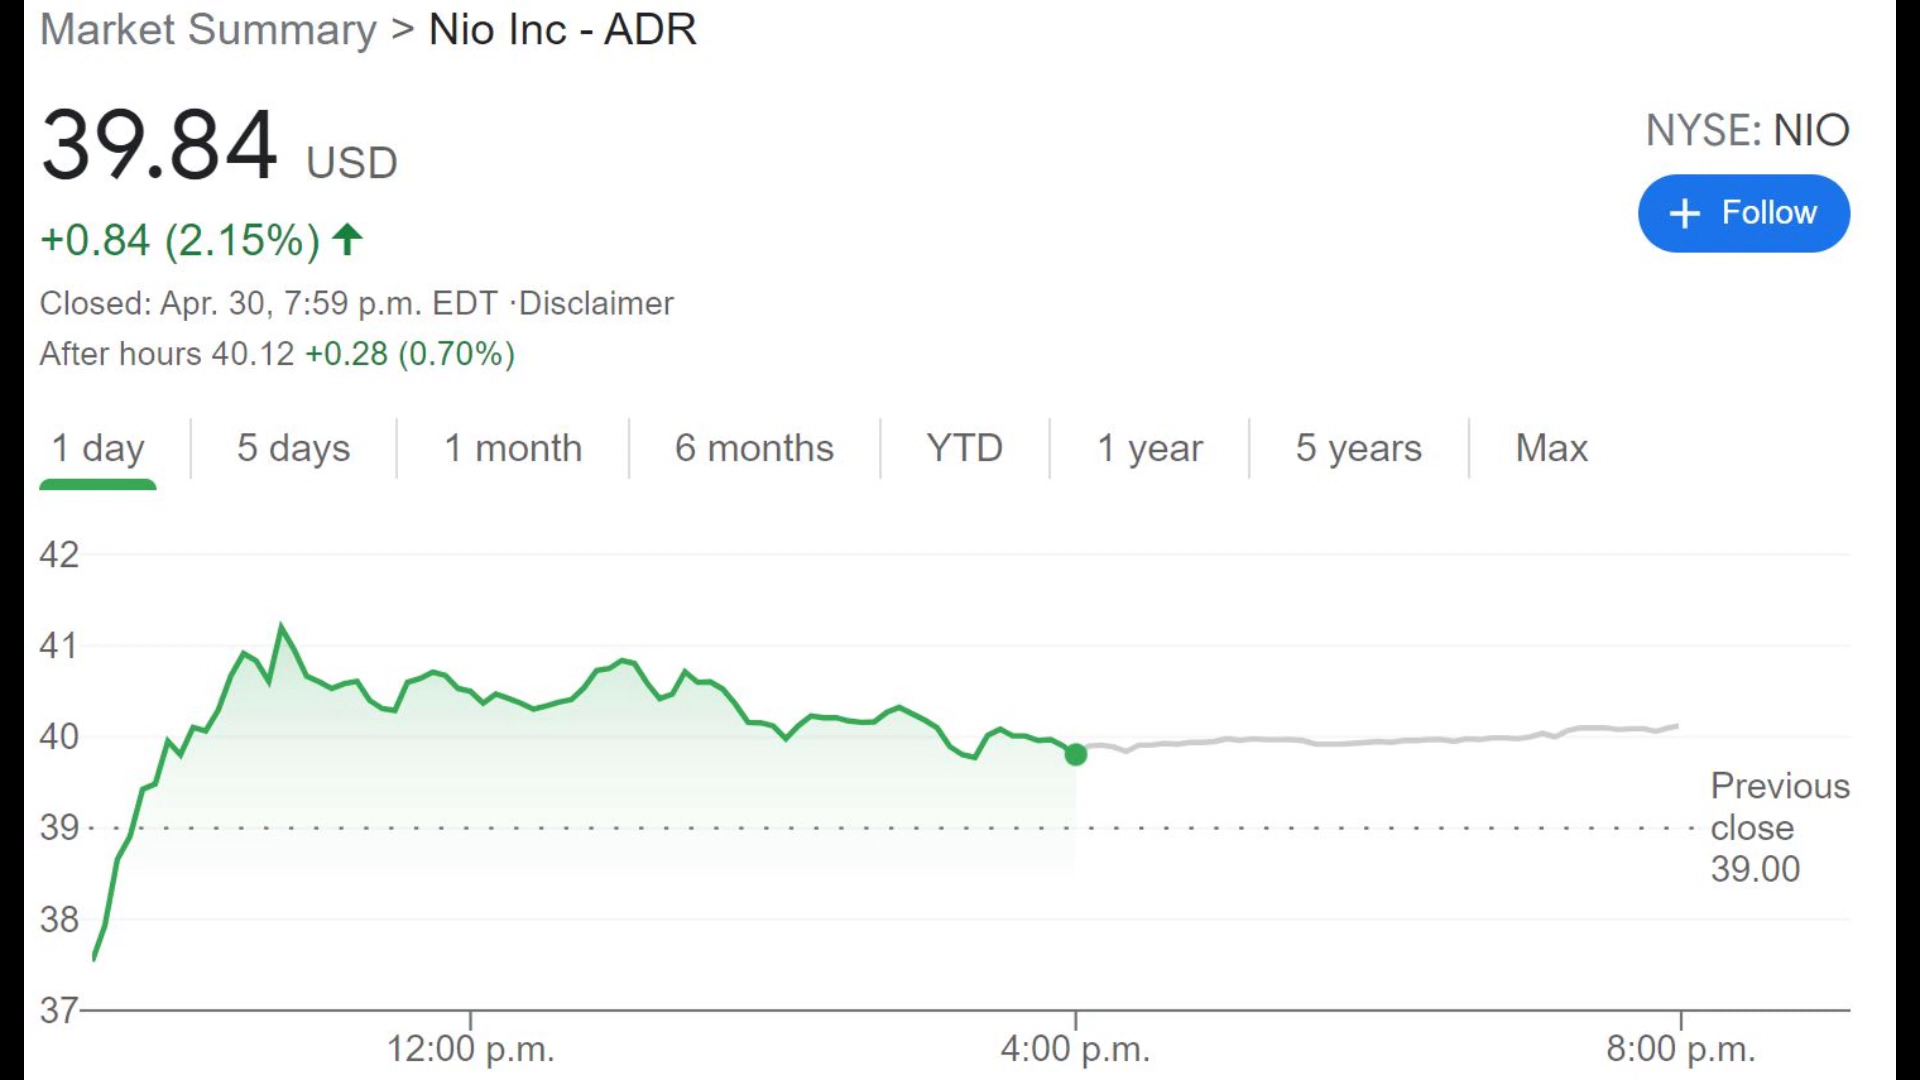 Market Summary > Nio Inc - ADR
39.84 USD
NYSE: NIO
+ Follow
+0.84 (2.15%) ↑
Closed: Apr. 30, 7:59 p.m. EDT ·Disclaimer
After hours 40.12 +0.28 (0.70%)
1 day 5 days 1 month 6 months YTD 1 year 5 years Max
42
41
40
39
38
37
Previous
close
39.00
12:00 p.m. 4:00 p.m. 8:00 p.m.